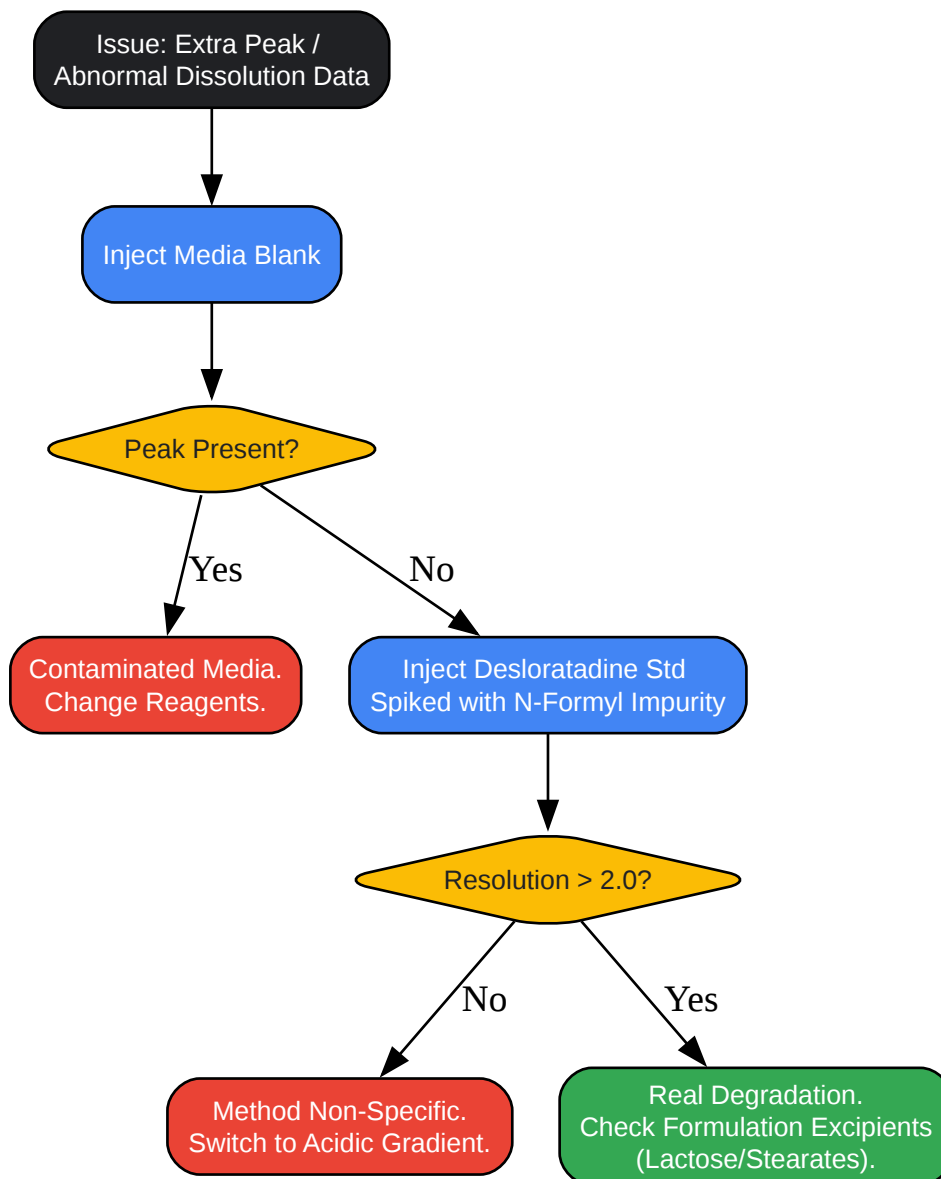 Issue: Extra Peak /
Abnormal Dissolution Data
Inject Media Blank
Peak Present?
Yes
No
Contaminated Media.
Change Reagents.
Inject Desloratadine Std
Spiked with N-Formyl Impurity
Resolution > 2.0?
No
Yes
Method Non-Specific.
Switch to Acidic Gradient.
Real Degradation.
Check Formulation Excipients
(Lactose/Stearates).